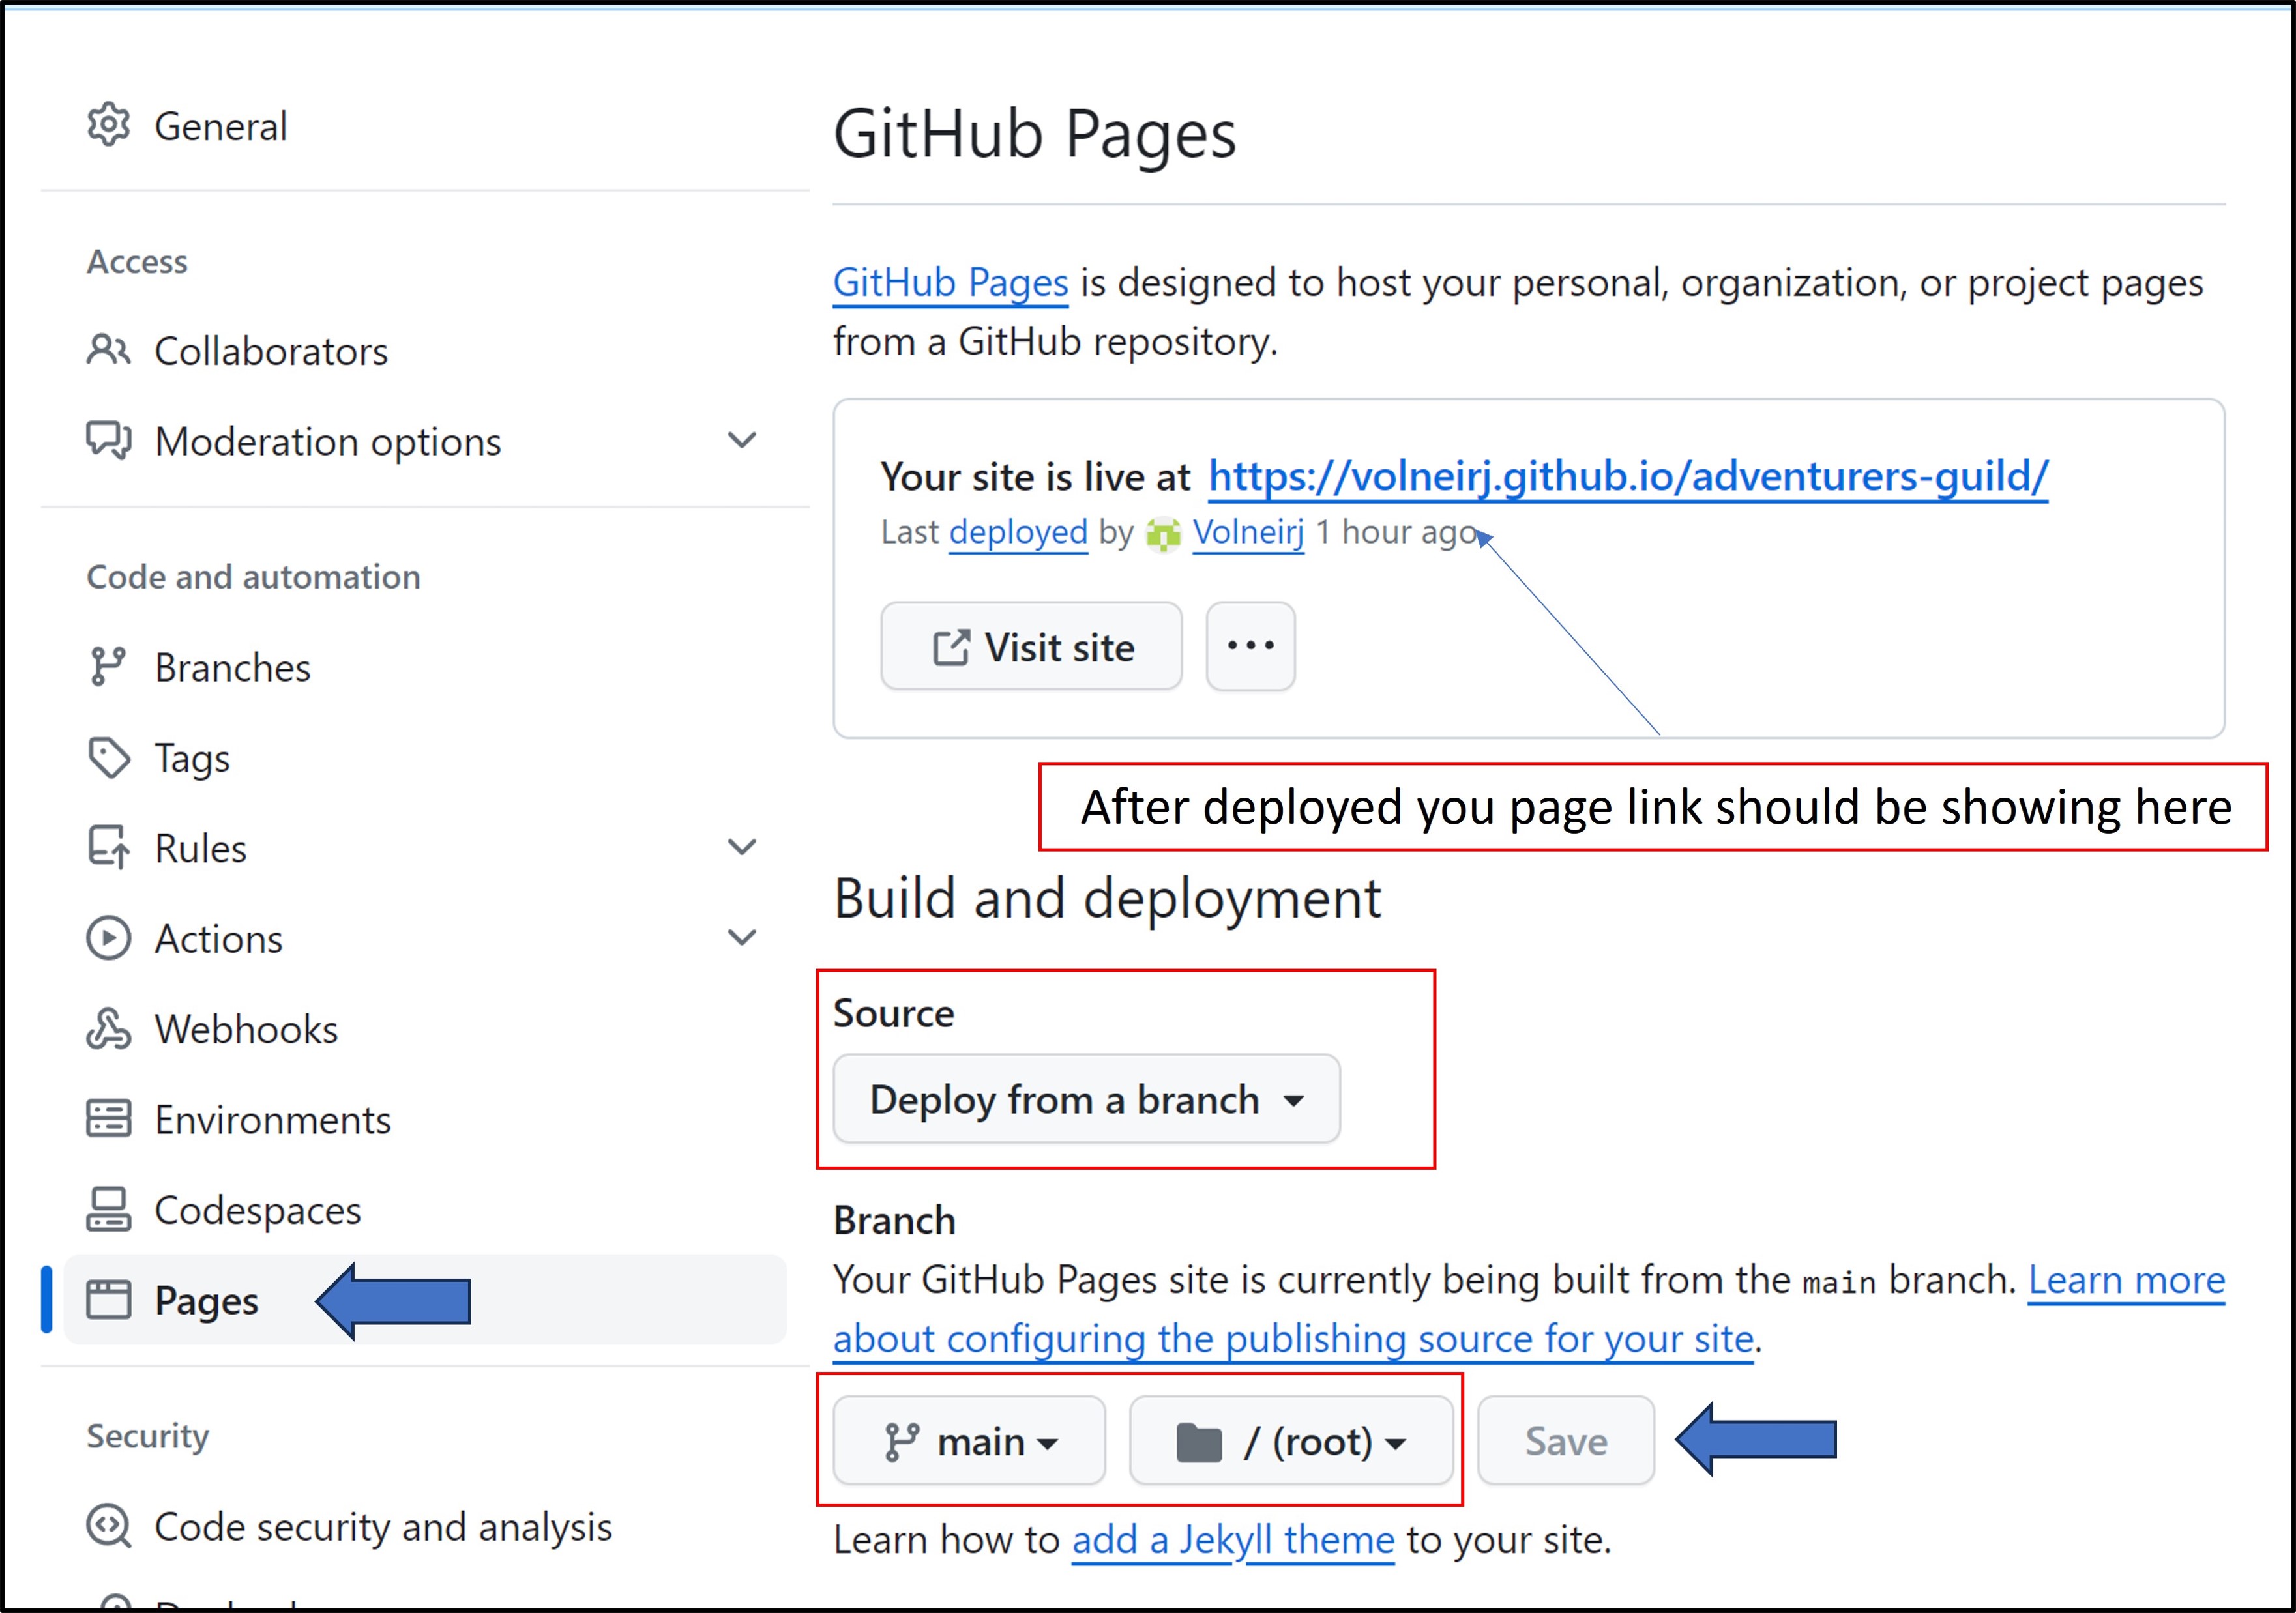 General
Access
Collaborators
Moderation options
Code and automation
Branches
Tags
Rules
Actions
Webhooks
Environments
Codespaces
Pages
Security
Code security and analysis
GitHub Pages
GitHub Pages is designed to host your personal, organization, or project pages
from a GitHub repository.
Your site is live at https://volneirj.github.io/adventurers-guild/
Last deployed by Volneirj 1 hour ago
Visit site
After deployed you page link should be showing here
Build and deployment
Source
Deploy from a branch
Branch
Your GitHub Pages site is currently being built from the main branch. Learn more
about configuring the publishing source for your site.
main / (root) Save
Learn how to add a Jekyll theme to your site.